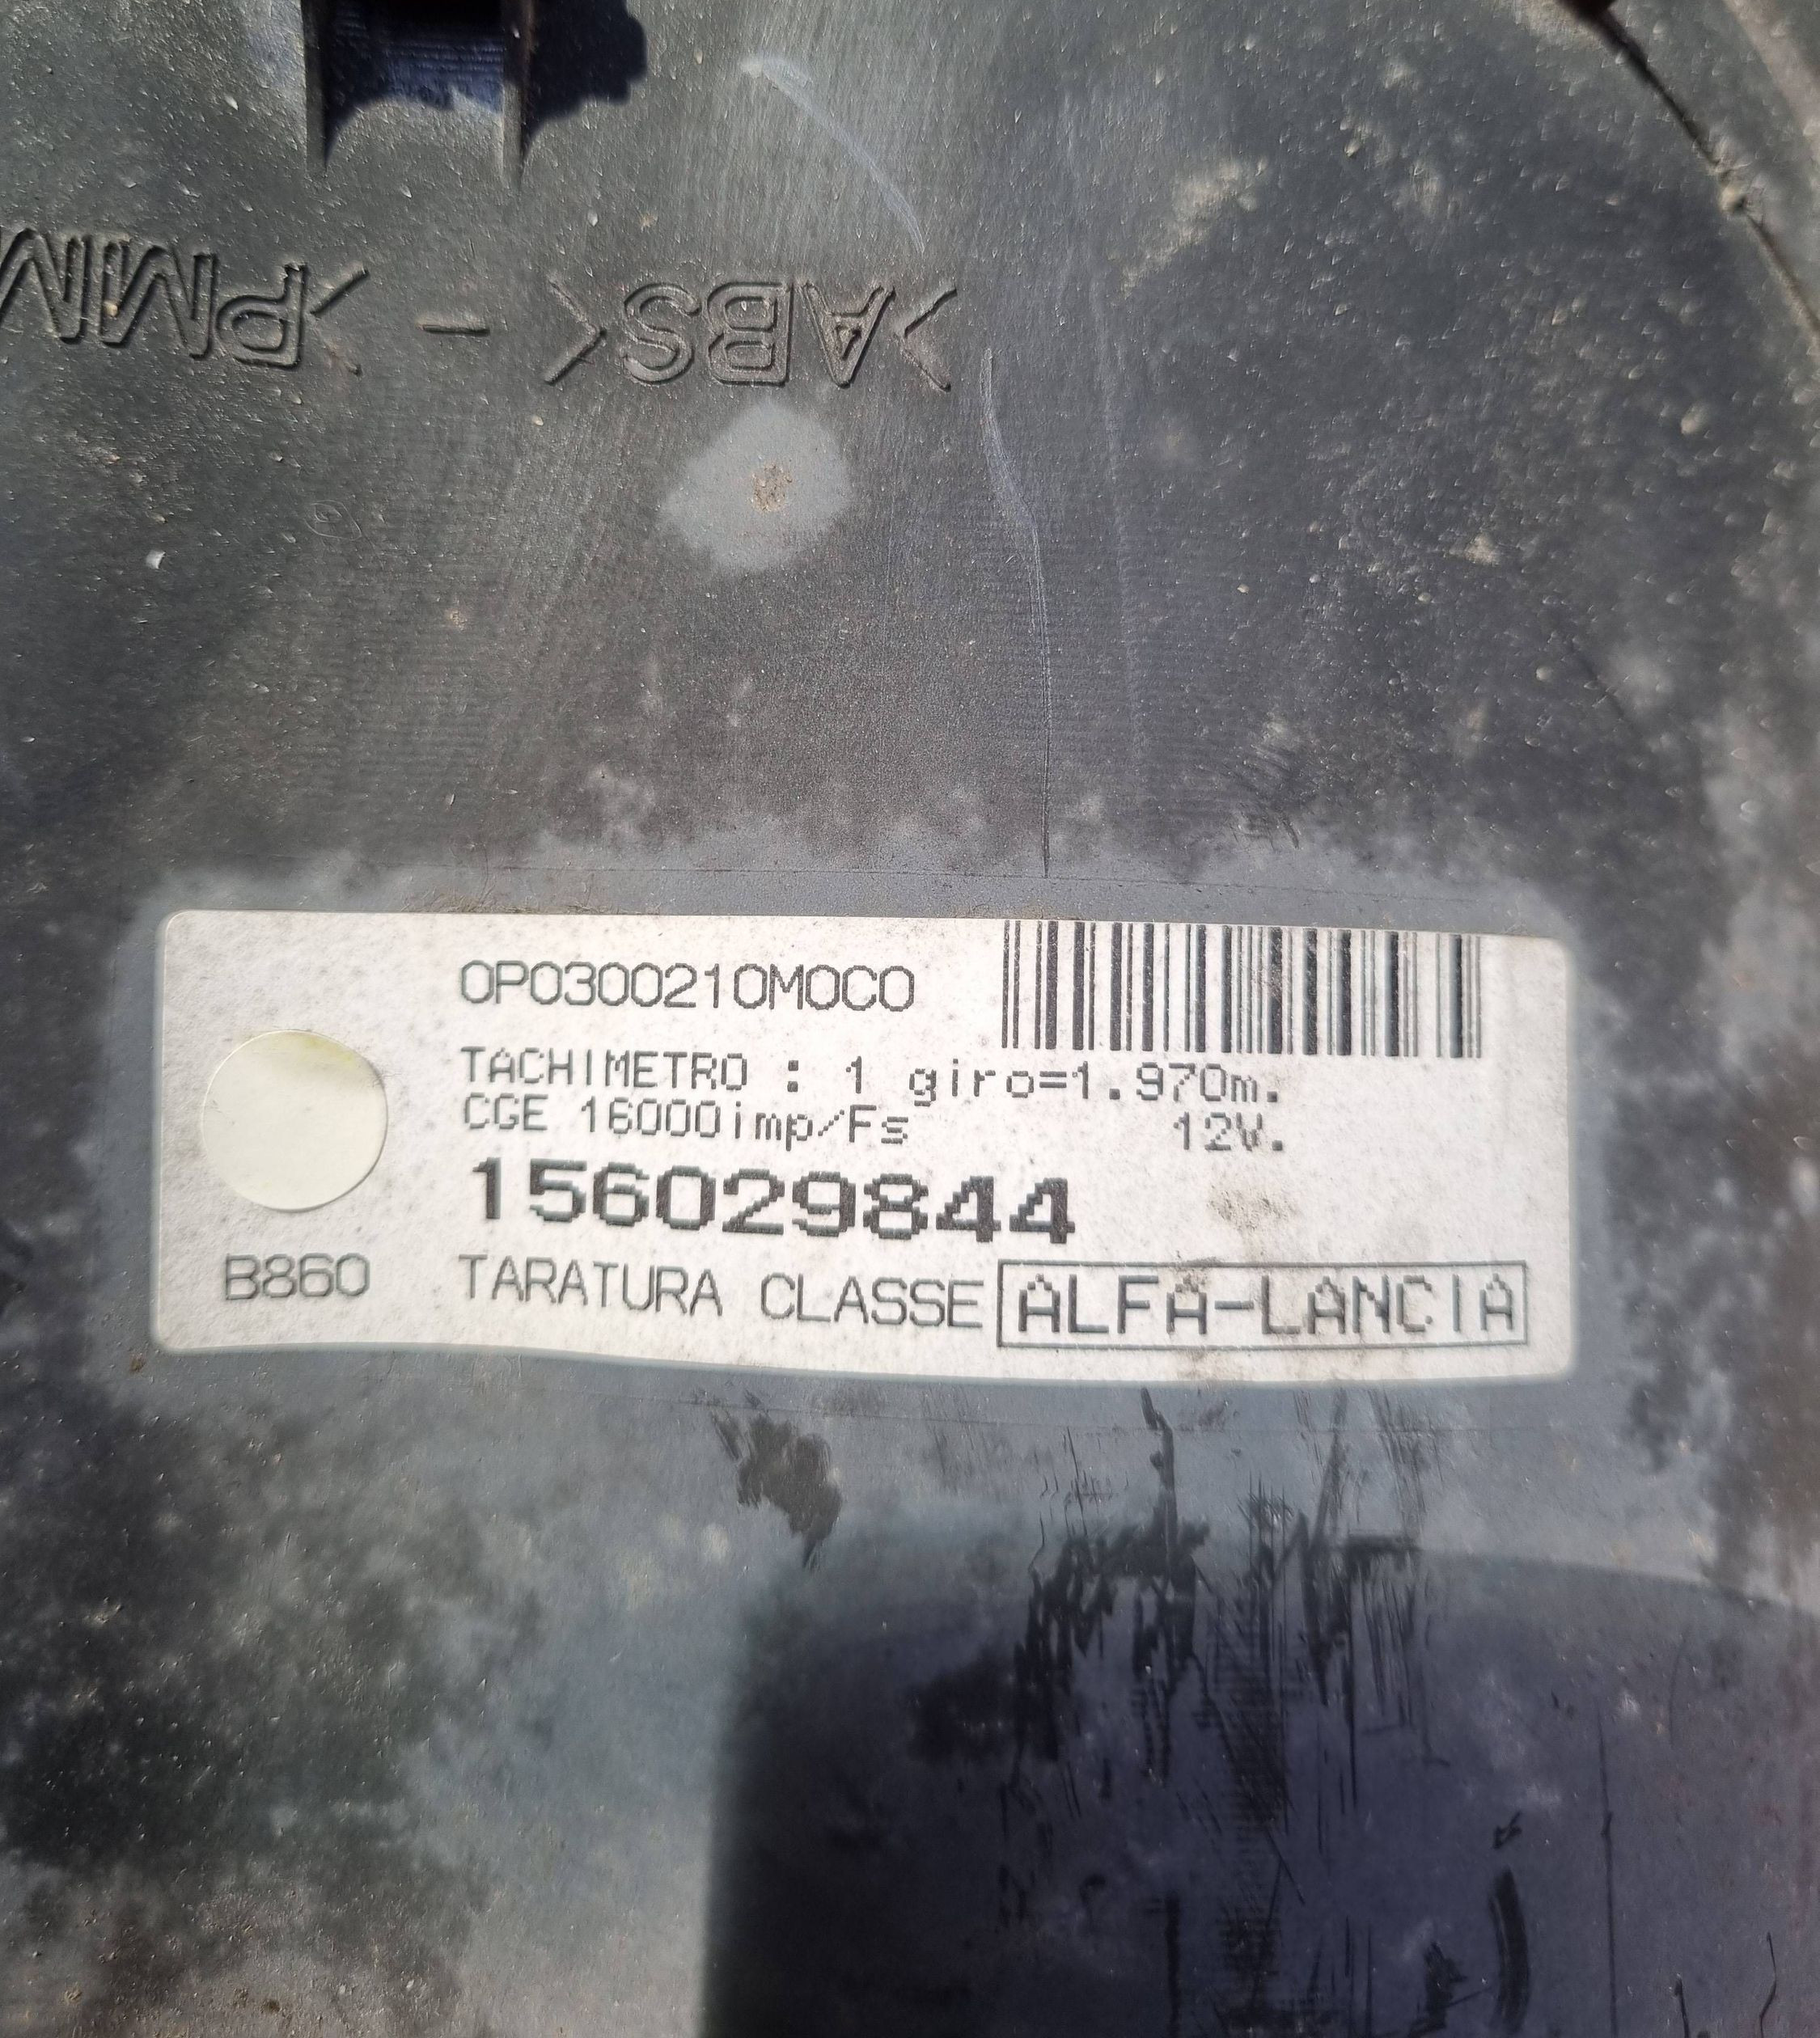 >ABS< - >PMM
0P0300210M0C0
TACHIMETRO : 1 giro=1.970m.
CGE 16000imp/Fs 12V.
156029844
B860 TARATURA CLASSE ALFA-LANCIA